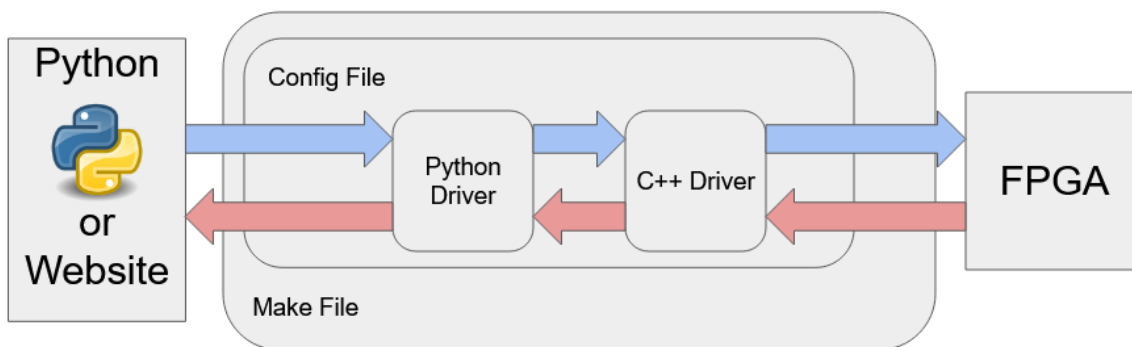 Python
or
Website
Config File
Python
Driver
C++ Driver
Make File
FPGA